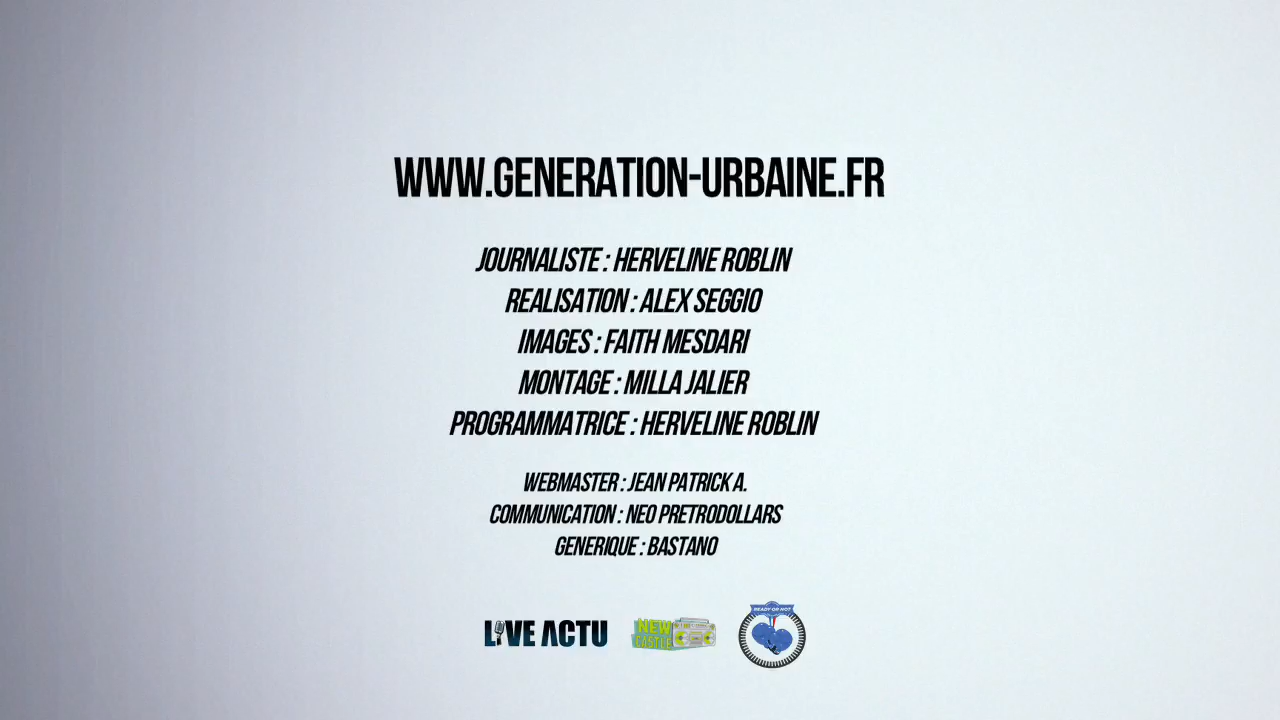 WWW.GENERATION-URBAINE.FR
JOURNALISTE : HERVELINE ROBLIN
REALISATION : ALEX SEGGIO
IMAGES : FAITH MESDARI
MONTAGE : MILLA JALIER
PROGRAMMATRICE : HERVELINE ROBLIN
WEBMASTER : JEAN PATRICK A.
COMMUNICATION : NEO PRETRODOLLARS
GENERIQUE : BASTANO
LIVE ACTU
NEW CASTLE
READY OR NOT